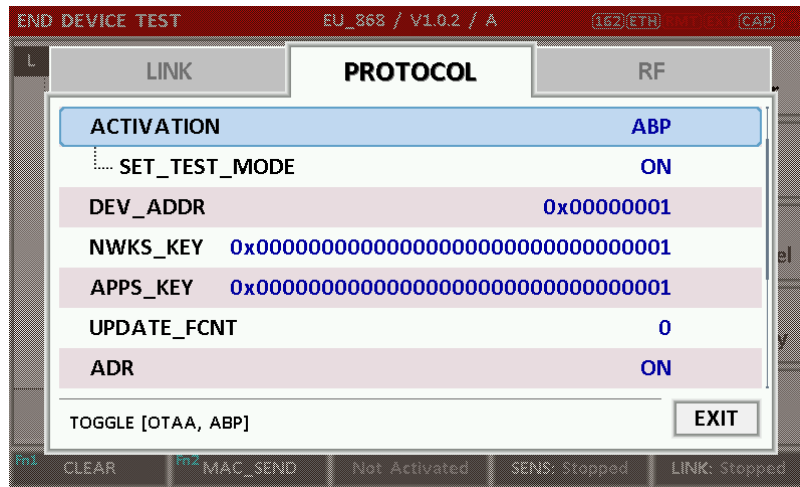 END DEVICE TEST EU_868 / V1.0.2 / A (162) (ETH) (CAP)
L
LINK PROTOCOL RF
ACTIVATION ABP
SET_TEST_MODE ON
DEV_ADDR 0x00000001
NWKS_KEY 0x00000000000000000000000000000001
APPS_KEY 0x00000000000000000000000000000001
UPDATE_FCNT 0
ADR ON
TOGGLE [OTAA, ABP] EXIT
Fn1 CLEAR Fn2 MAC_SEND Not Activated SENS: Stopped LINK: Stopped